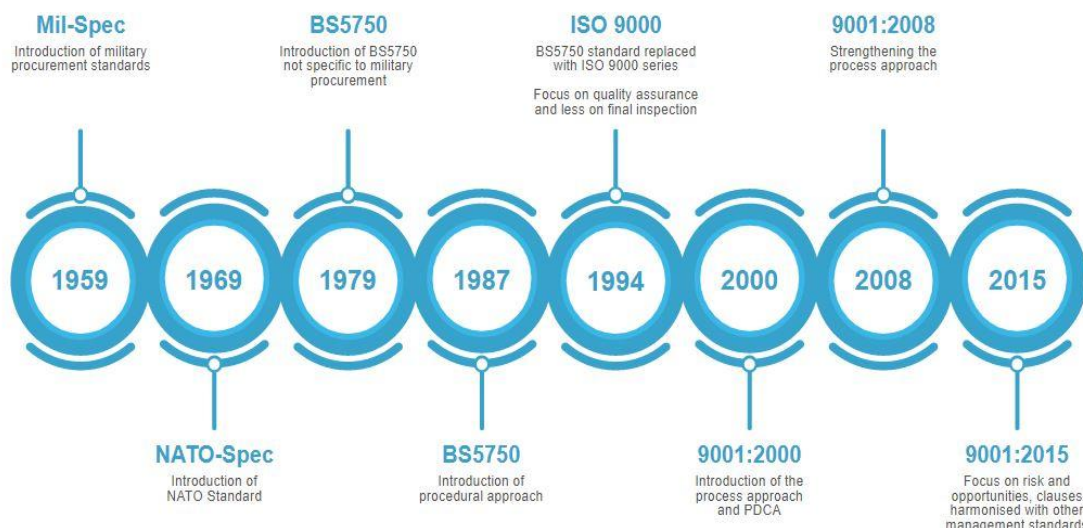 Mil-Spec
Introduction of military
procurement standards
BS5750
Introduction of BS5750
not specific to military
procurement
ISO 9000
BS5750 standard replaced
with ISO 9000 series
Focus on quality assurance
and less on final inspection
9001:2008
Strengthening the
process approach
1959
1969
1979
1987
1994
2000
2008
2015
NATO-Spec
Introduction of
NATO Standard
BS5750
Introduction of
procedural approach
9001:2000
Introduction of the
process approach
and PDCA
9001:2015
Focus on risk and
opportunities, clauses
harmonised with other
management standards